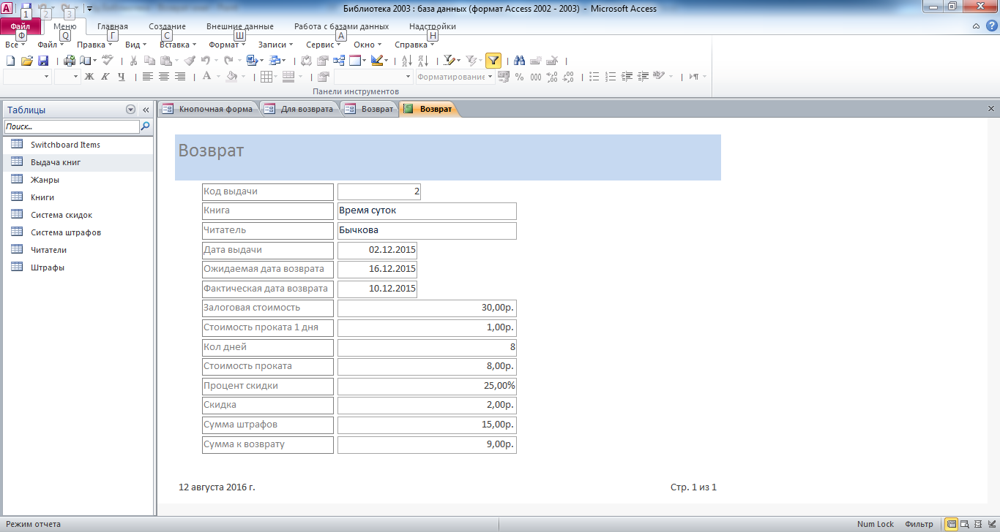 Библиотека 2003 : база данных (формат Access 2002 - 2003) - Microsoft Access
1 2 3
Файл Меню Главная Создание Внешние данные Работа с базами данных Надстройки
Ф Q Г С Ш А Н
Все Файл Правка Вид Вставка Формат Записи Сервис Окно Справка
Ж К Ч Форматирование % 000
Панели инструментов
Таблицы
Кнопочная форма Для возврата Возврат Возврат
Поиск...
Switchboard Items
Выдача книг
Жанры
Книги
Система скидок
Система штрафов
Читатели
Штрафы
Возврат
Код выдачи 2
Книга Время суток
Читатель Бычкова
Дата выдачи 02.12.2015
Ожидаемая дата возврата 16.12.2015
Фактическая дата возврата 10.12.2015
Залоговая стоимость 30,00р.
Стоимость проката 1 дня 1,00р.
Кол дней 8
Стоимость проката 8,00р.
Процент скидки 25,00%
Скидка 2,00р.
Сумма штрафов 15,00р.
Сумма к возврату 9,00р.
12 августа 2016 г. Стр. 1 из 1
Режим отчета Num Lock Фильтр